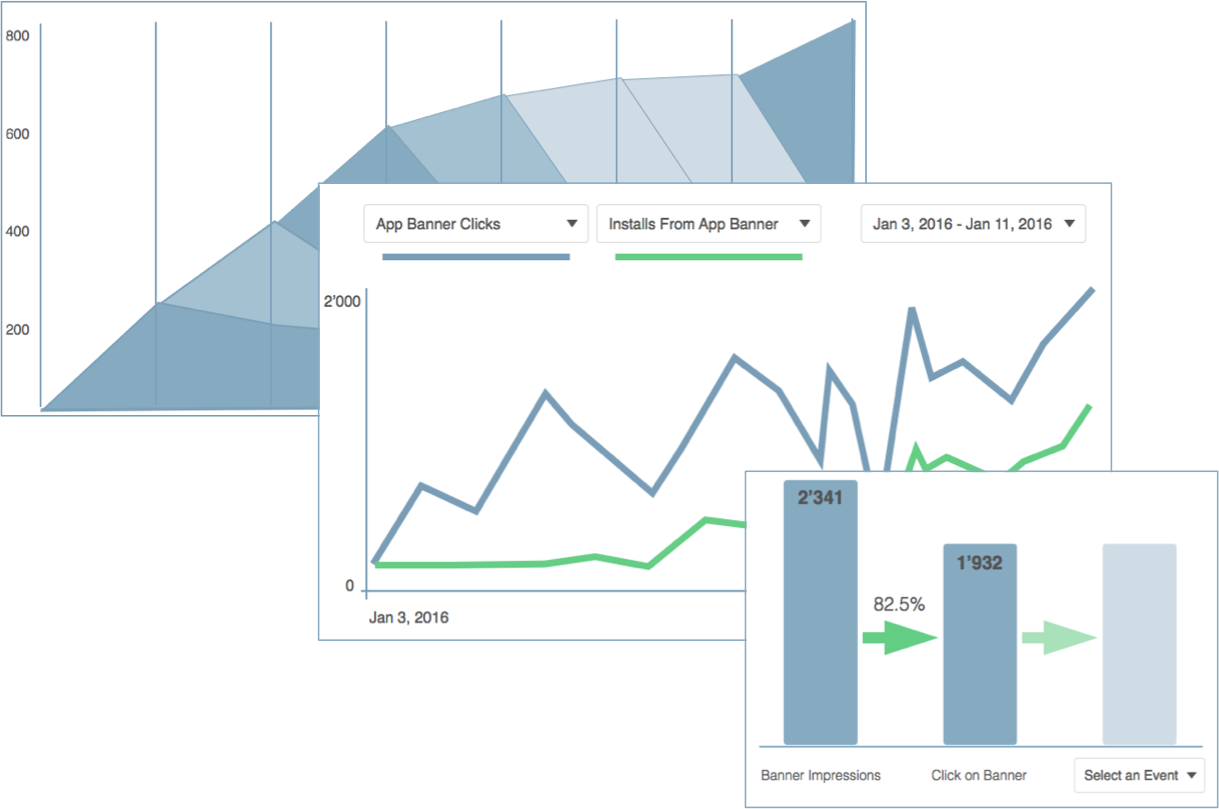 800
600
400
200
App Banner Clicks
Installs From App Banner
Jan 3, 2016 - Jan 11, 2016
2’000
0
Jan 3, 2016
2’341
1’932
82.5%
Banner Impressions
Click on Banner
Select an Event